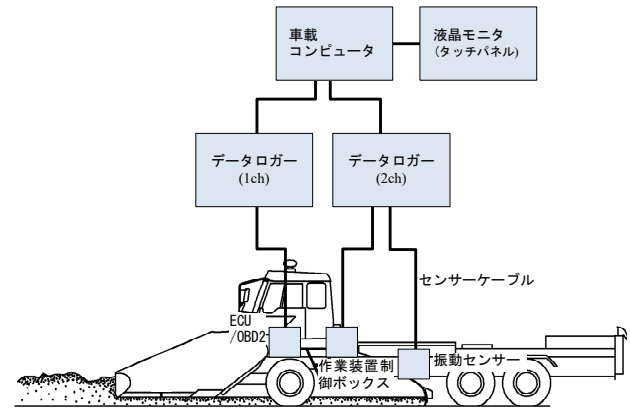 車載
コンピュータ
液晶モニタ
(タッチパネル)
データロガー
(1ch)
データロガー
(2ch)
センサーケーブル
ECU
/OBD2
作業装置制
御ボックス
振動センサー